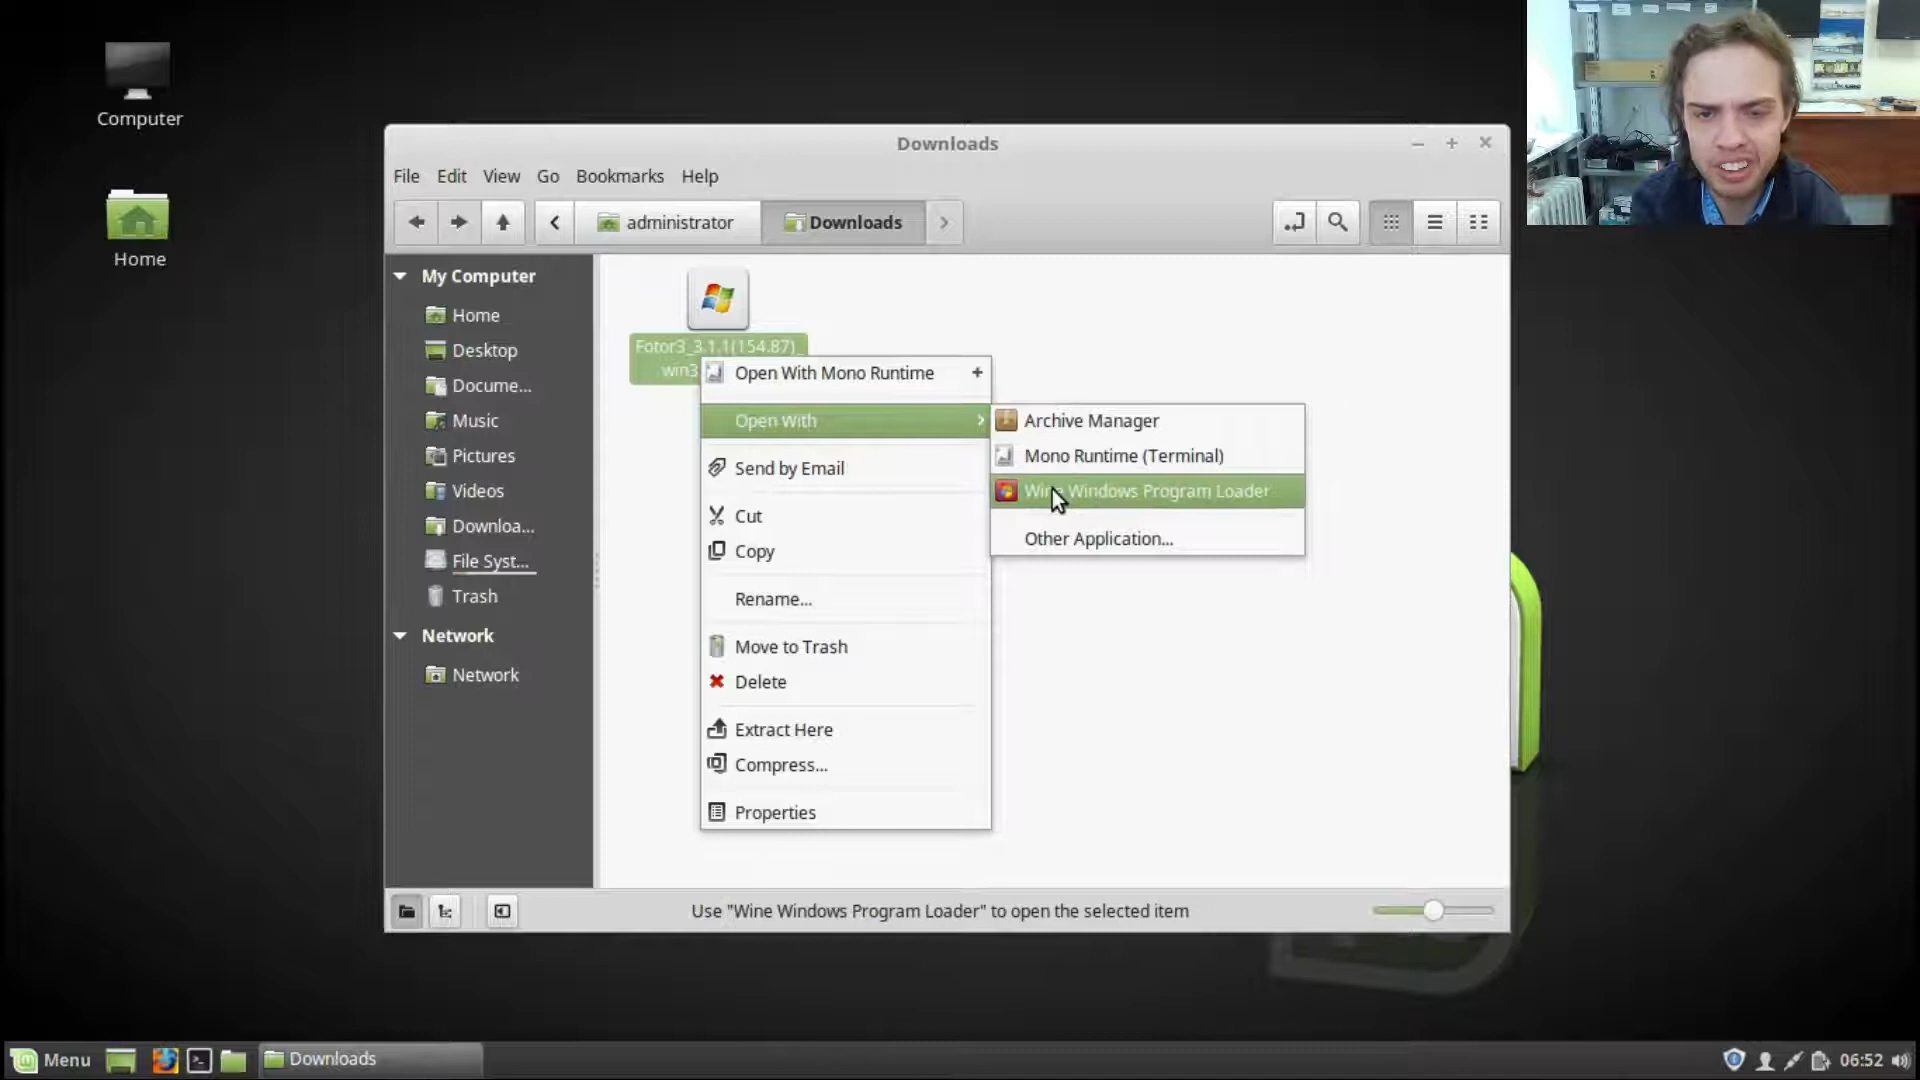 Computer
Home
Downloads
File Edit View Go Bookmarks Help
administrator
Downloads
My Computer
Home
Desktop
Docume...
Music
Pictures
Videos
Downloa...
File Syst...
Trash
Network
Network
Fotor3_3.1.1(154.87)_
win3
Open With Mono Runtime +
Open With
Send by Email
Cut
Copy
Rename...
Move to Trash
Delete
Extract Here
Compress...
Properties
Archive Manager
Mono Runtime (Terminal)
Wine Windows Program Loader
Other Application...
Use "Wine Windows Program Loader" to open the selected item
Menu
Downloads
06:52